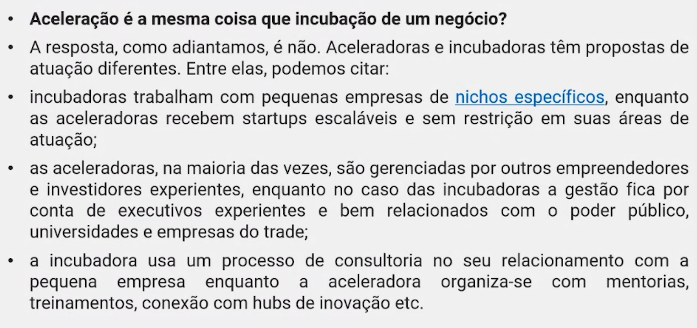 • Aceleração é a mesma coisa que incubação de um negócio?
• A resposta, como adiantamos, é não. Aceleradoras e incubadoras têm propostas de
atuação diferentes. Entre elas, podemos citar:
• incubadoras trabalham com pequenas empresas de nichos específicos, enquanto
as aceleradoras recebem startups escaláveis e sem restrição em suas áreas de
atuação;
• as aceleradoras, na maioria das vezes, são gerenciadas por outros empreendedores
e investidores experientes, enquanto no caso das incubadoras a gestão fica por
conta de executivos experientes e bem relacionados com o poder público,
universidades e empresas do trade;
• a incubadora usa um processo de consultoria no seu relacionamento com a
pequena empresa enquanto a aceleradora organiza-se com mentorias,
treinamentos, conexão com hubs de inovação etc.